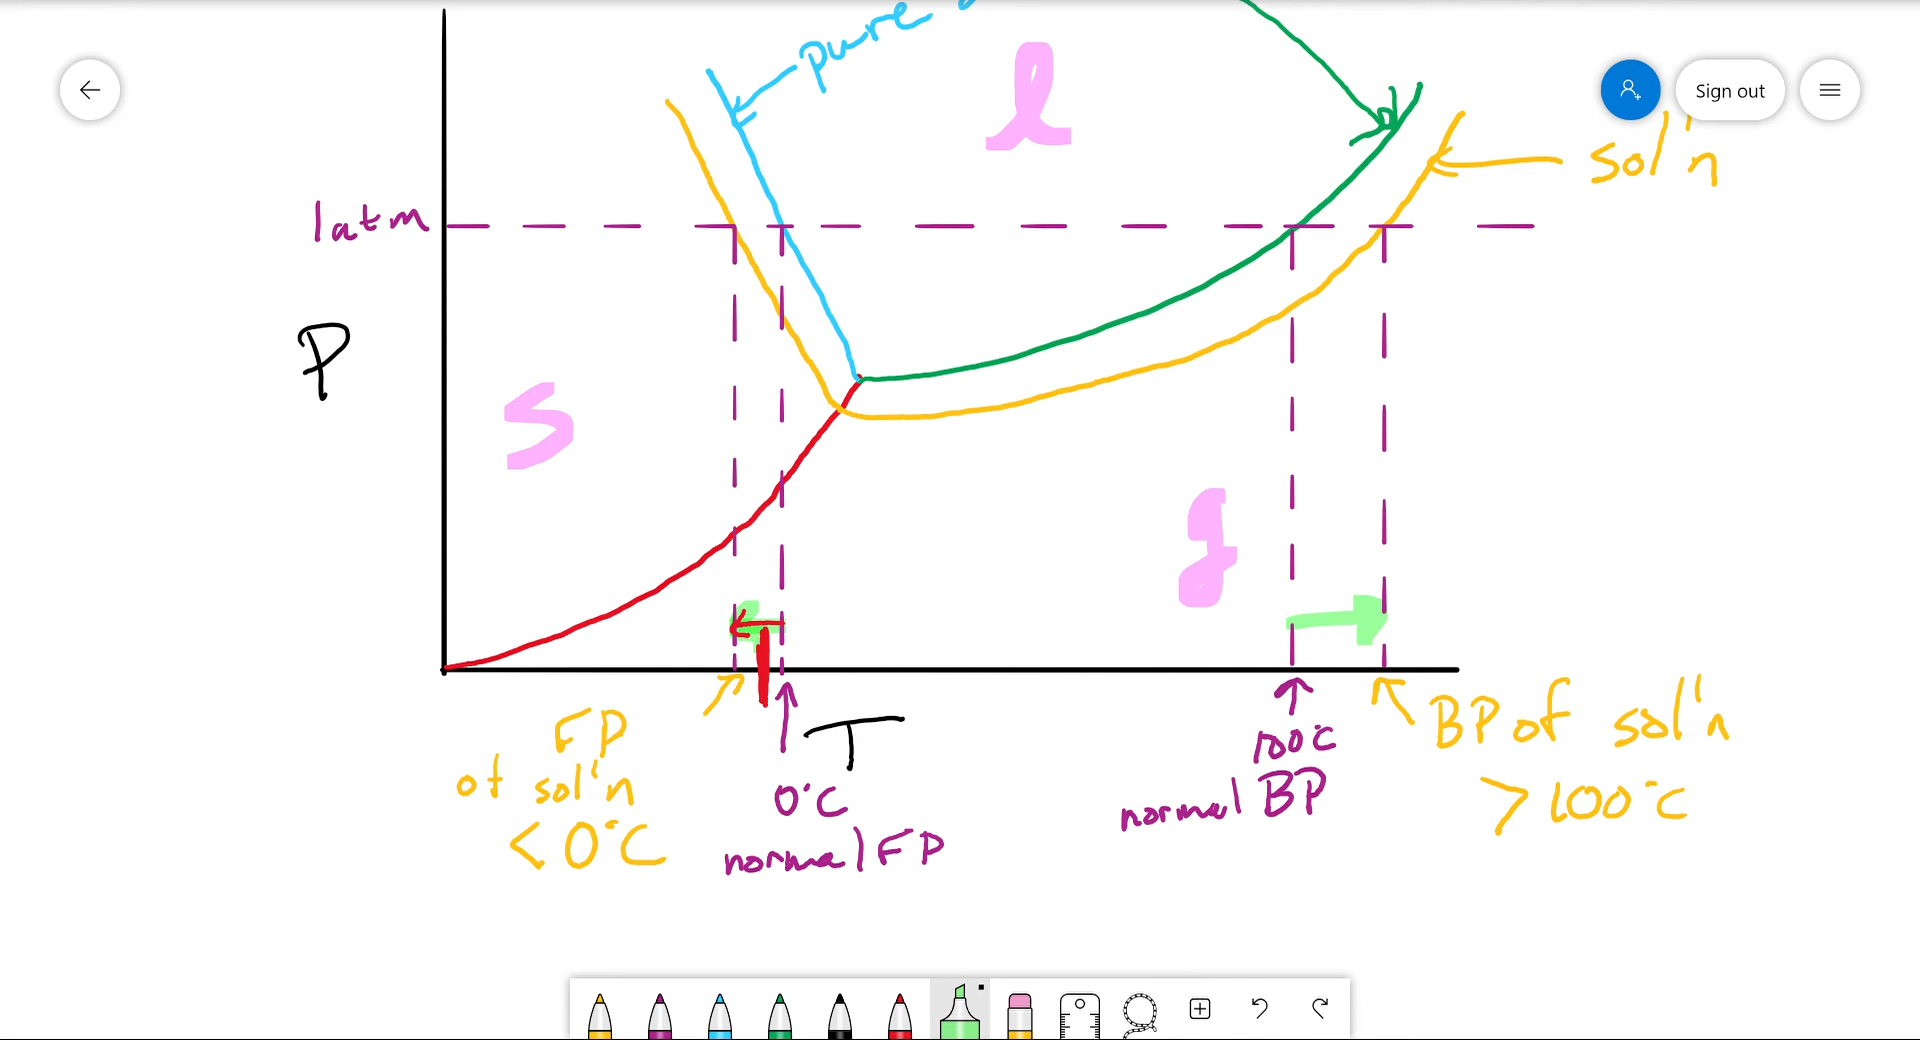 pure
l
Sign out
sol'n
1atm
P
s
g
FP
of sol'n
< 0°C
T
0°C
normal FP
100°C
normal BP
BP of sol'n
> 100°C